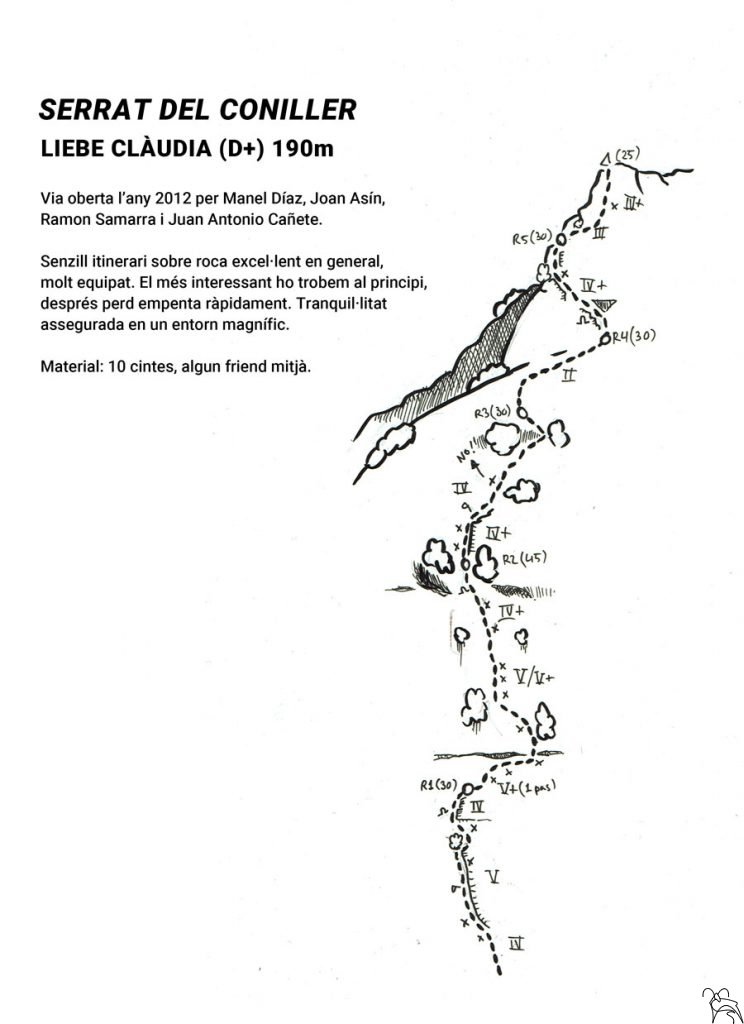 SERRAT DEL CONILLER
LIEBE CLÀUDIA (D+) 190m
Via oberta l'any 2012 per Manel Díaz, Joan Asín,
Ramon Samarra i Juan Antonio Cañete.
Senzill itinerari sobre roca excel·lent en general,
molt equipat. El més interessant ho trobem al principi,
després perd empenta ràpidament. Tranquil·litat
assegurada en un entorn magnífic.
Material: 10 cintes, algun friend mitjà.
(25)
IV+
III
R5(30)
IV+
R4(30)
II
R3(30)
NO!
IV
IV+
R2(45)
IV+
V/V+
R1(30)
V+(1 pas)
IV
V
IV